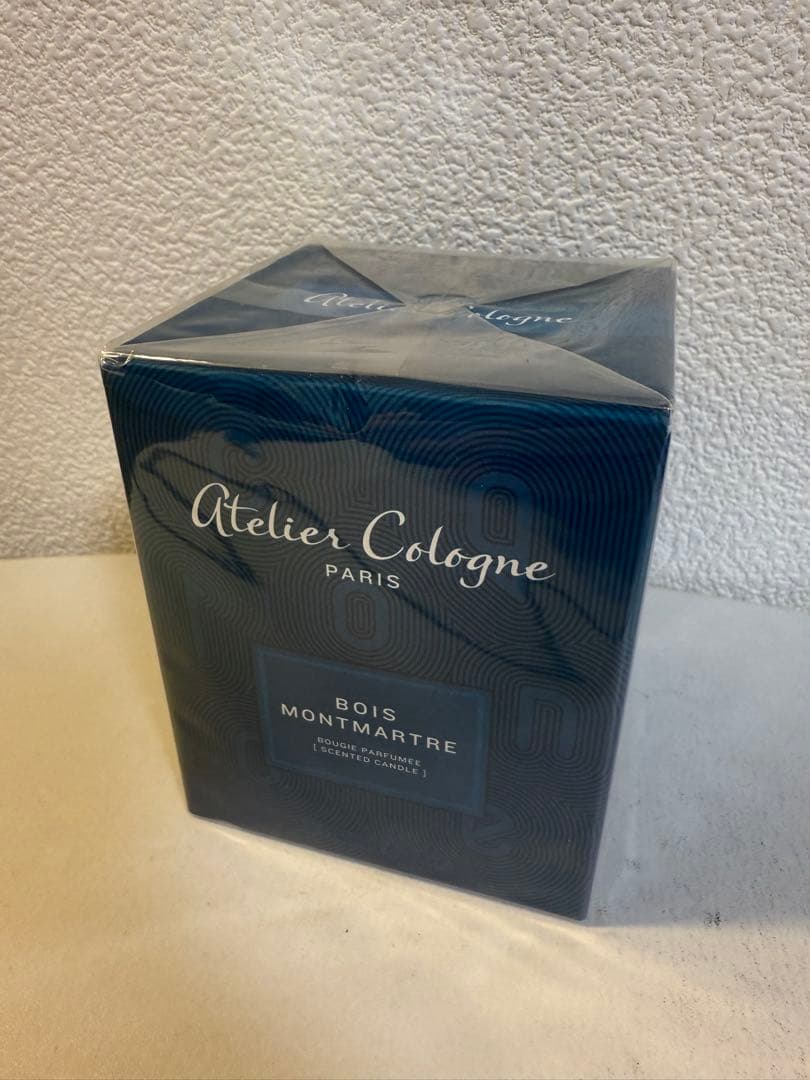 Atelier Cologne
Atelier Cologne
PARIS
BOIS
MONTMARTRE
BOUGIE PARFUMÉE
[ SCENTED CANDLE ]